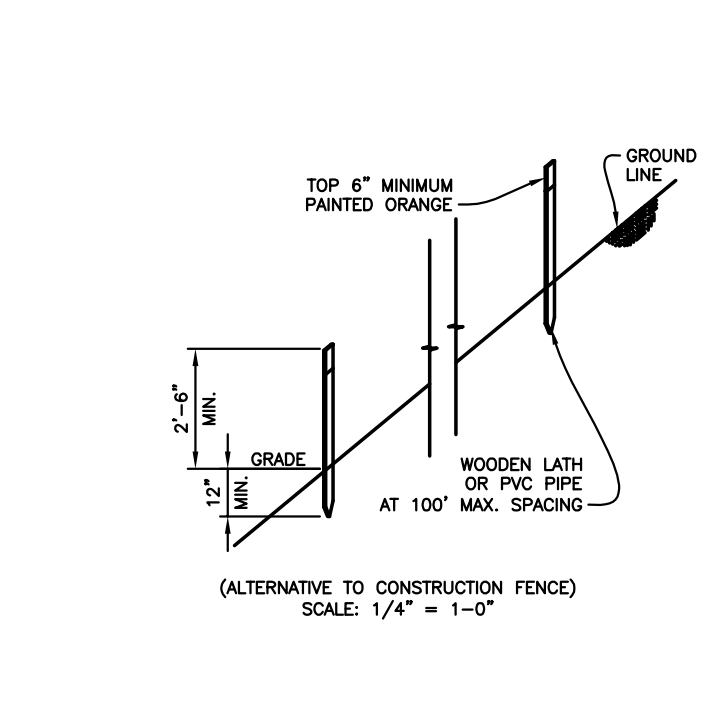 GROUND
LINE
TOP 6" MINIMUM
PAINTED ORANGE
2'-6"
MIN.
GRADE
12"
MIN.
WOODEN LATH
OR PVC PIPE
AT 100' MAX. SPACING
(ALTERNATIVE TO CONSTRUCTION FENCE)
SCALE: 1/4" = 1-0"